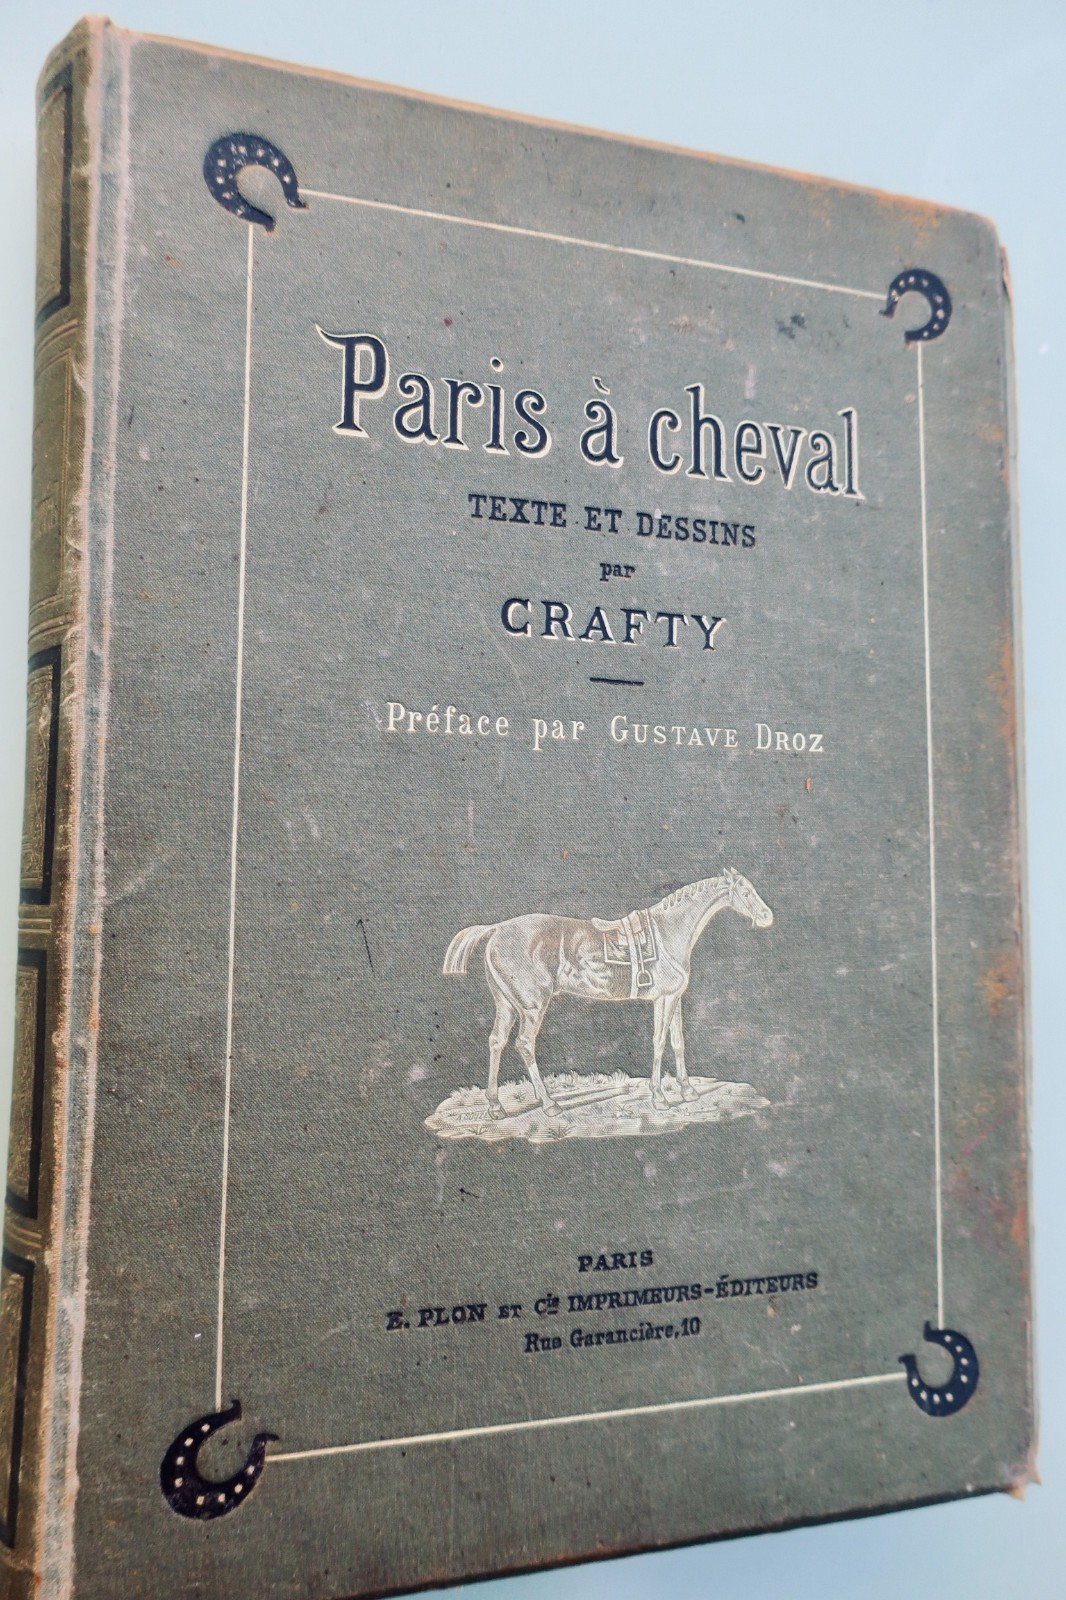 Paris à cheval
TEXTE ET DESSINS
par
CRAFTY
Préface par GUSTAVE DROZ
A. SOUZE
PARIS
E. PLON ET Cie IMPRIMEURS-ÉDITEURS
Rue Garancière, 10